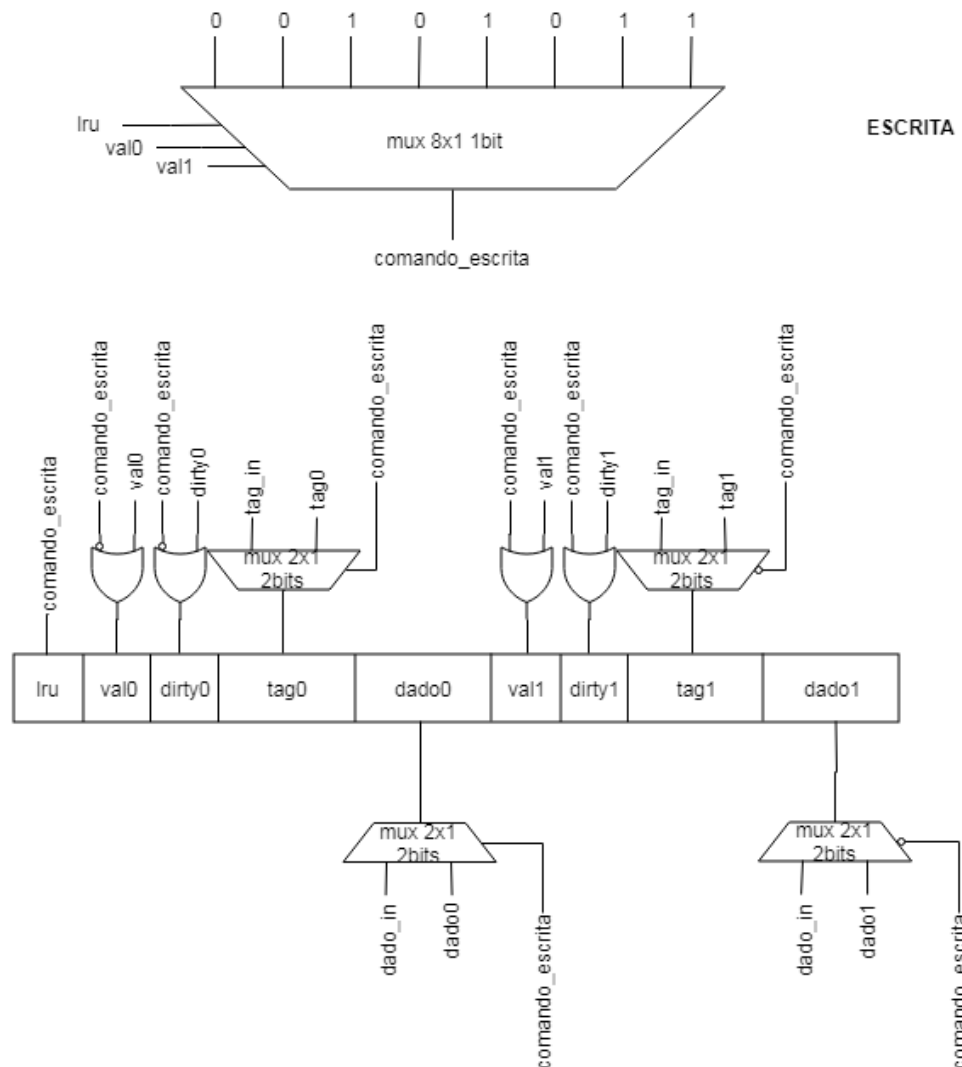 0 0 1 0 1 0 1 1
lru
val0
val1
mux 8x1 1bit
ESCRITA
comando_escrita
comando_escrita
comando_escrita
val0
comando_escrita
dirty0
tag_in
tag0
comando_escrita
comando_escrita
val1
comando_escrita
dirty1
tag_in
tag1
comando_escrita
mux 2x1
2bits
mux 2x1
2bits
lru val0 dirty0 tag0 dado0 val1 dirty1 tag1 dado1
mux 2x1
2bits
mux 2x1
2bits
dado_in
dado0
comando_escrita
dado_in
dado1
comando_escrita